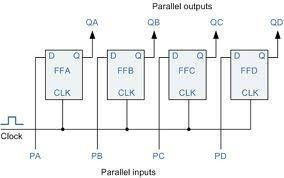 Parallel outputs
QA QB QC QD
D Q D Q D Q D Q
FFA FFB FFC FFD
CLK CLK CLK CLK
Clock
PA PB PC PD
Parallel inputs